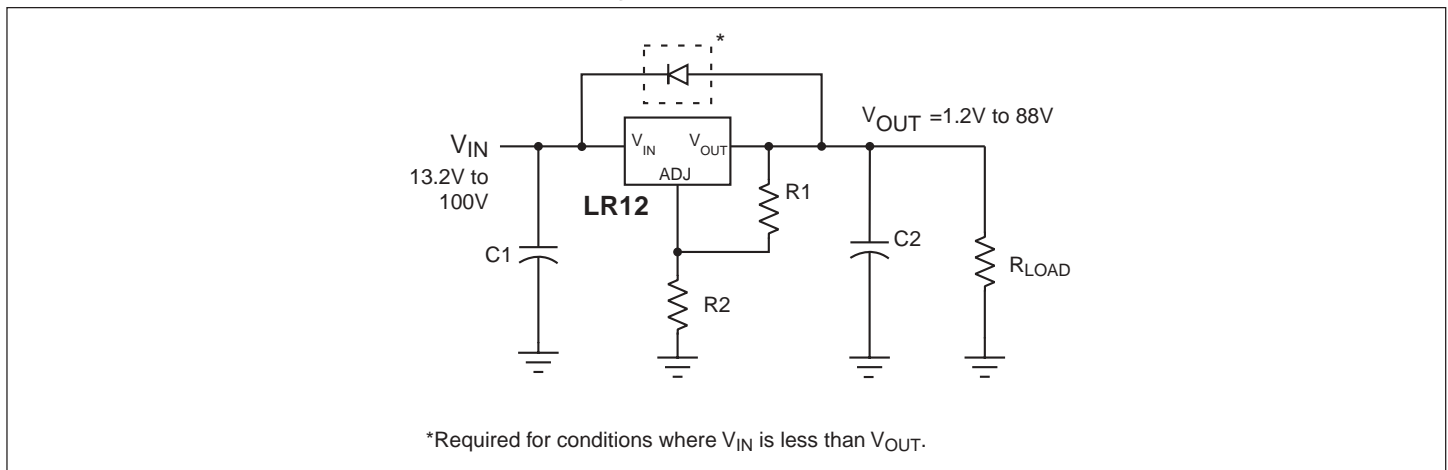 *
V_OUT =1.2V to 88V
V_IN
13.2V to
100V
V_IN
V_OUT
ADJ
LR12
R1
C1
R2
C2
R_LOAD
*Required for conditions where V_IN is less than V_OUT.